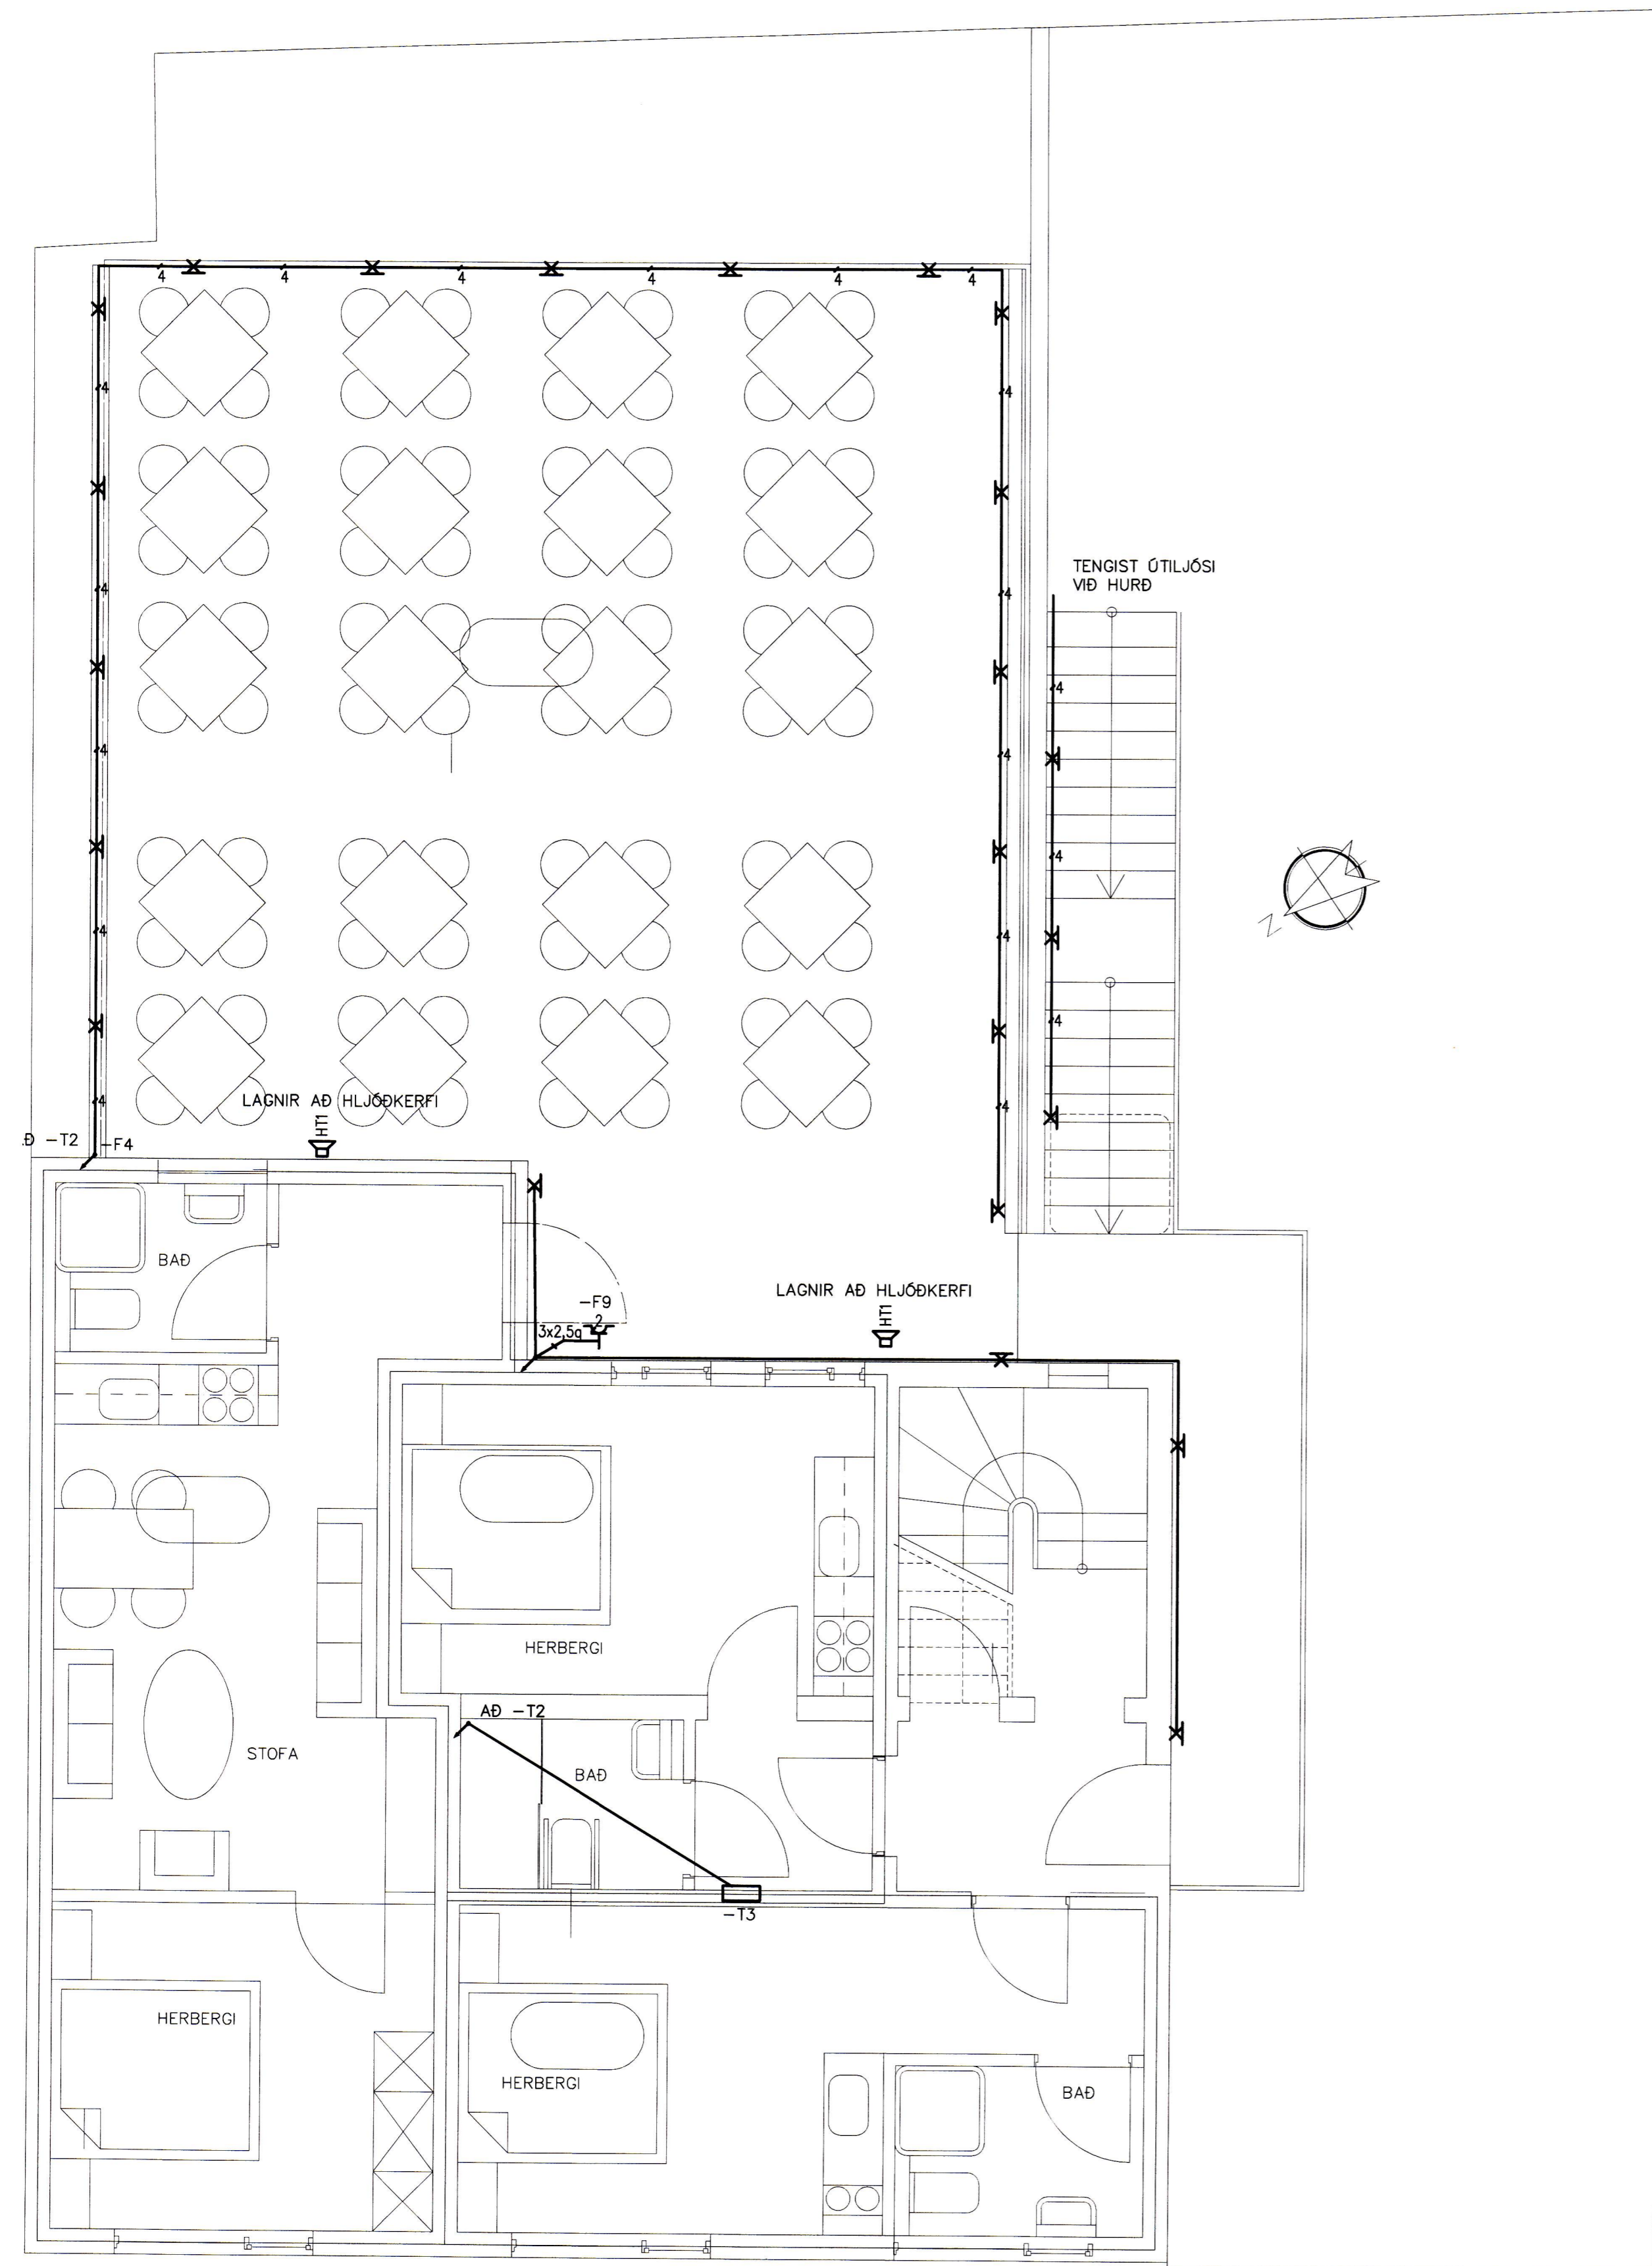 4 4 4 4 4 4
4 4
4 4
TENGIST ÚTILJÓSI
VIÐ HURÐ
4
4 4
4
4 4
4
4 4
LAGNIR AÐ HLJÓÐKERFI
HT1
Ð -T2
-F4
N
BAÐ
LAGNIR AÐ HLJÓÐKERFI
HT1
-F9
2
3x2,5q
HERBERGI
AÐ -T2
STOFA
BAÐ
-T3
HERBERGI
HERBERGI
BAÐ